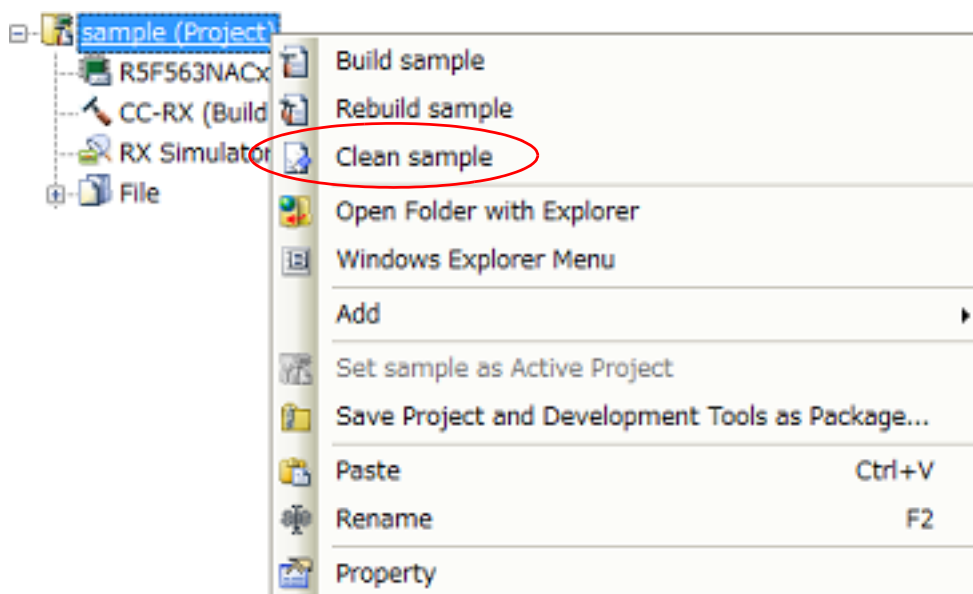 sample (Project)
R5F563NACx
CC-RX (Build
RX Simulator
File
Build sample
Rebuild sample
Clean sample
Open Folder with Explorer
Windows Explorer Menu
Add
Set sample as Active Project
Save Project and Development Tools as Package...
Paste Ctrl+V
Rename F2
Property